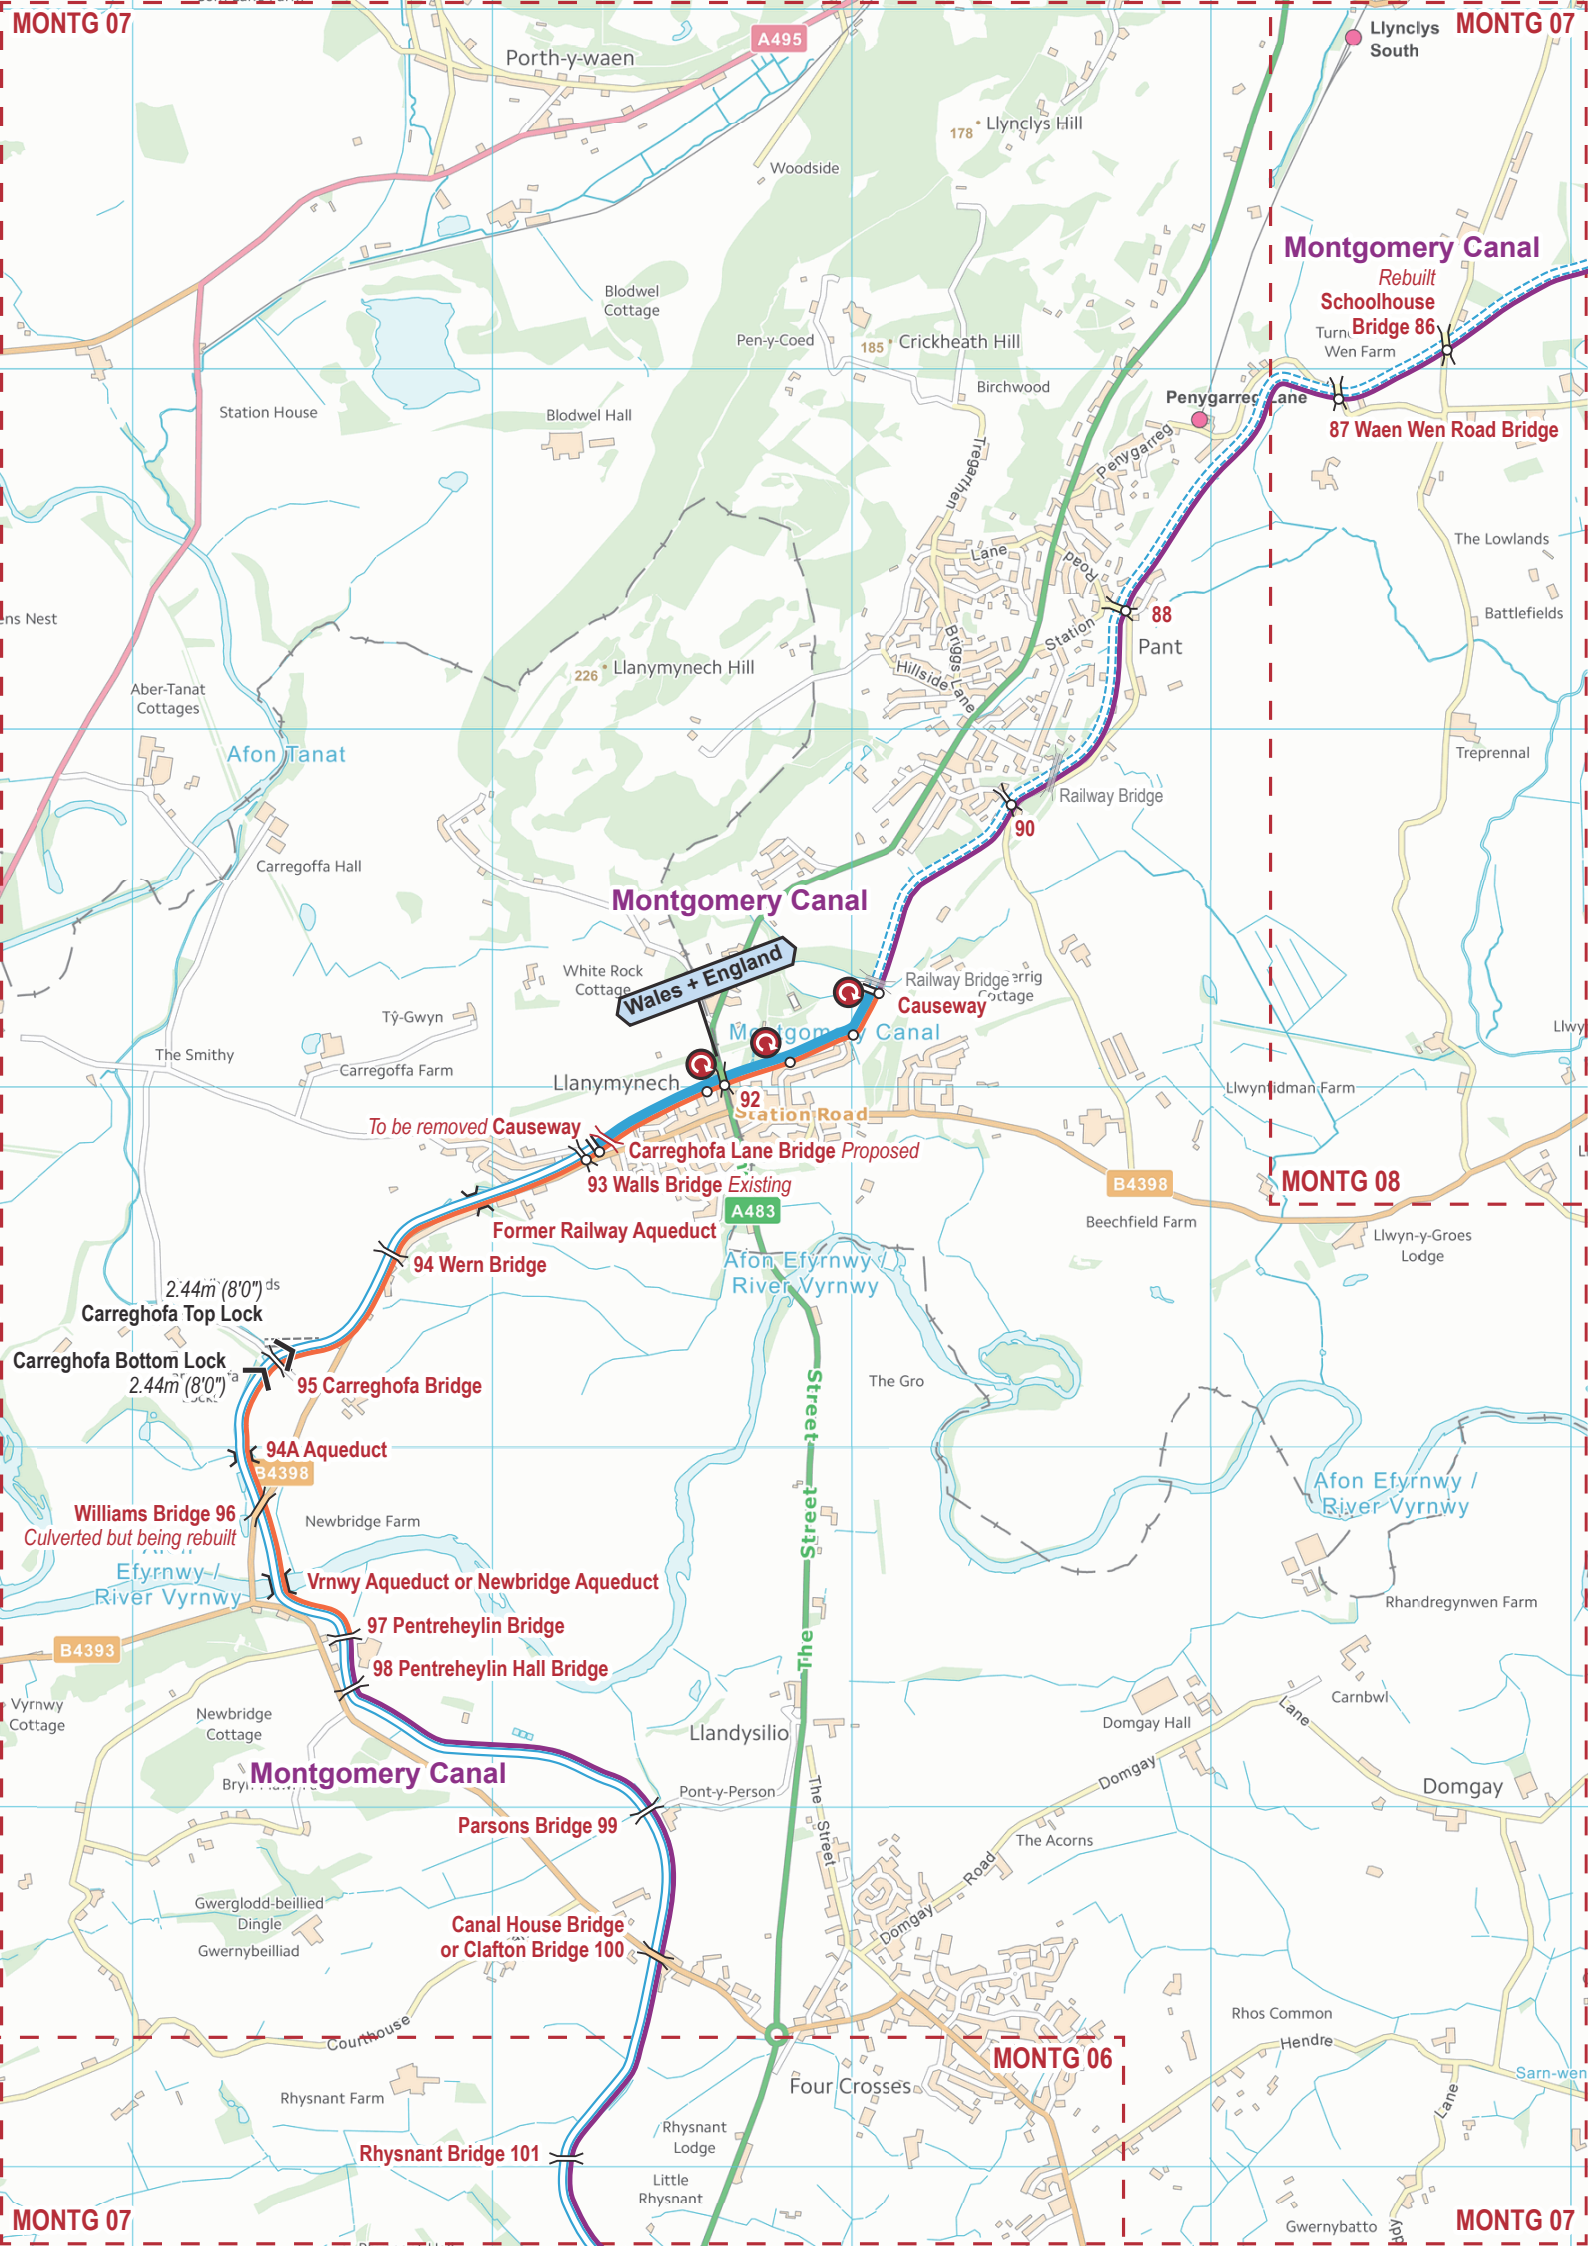 MONTG 07
MONTG 07
Llynclys
South
A495
Porth-y-waen
178
Llynclys Hill
Woodside
Montgomery Canal
Rebuilt
Schoolhouse
Bridge 86
Wen Farm
Blodwel
Cottage
Pen-y-Coed
185
Crickheath Hill
Birchwood
Penygarreg Lane
87 Waen Wen Road Bridge
Station House
Blodwel Hall
Tregarthen
Lane
Penygarreg
Road
The Lowlands
Battlefields
88
Pant
Station
Briggs Lane
Hillside
226
Llanymynech Hill
Aber-Tanat
Cottages
Afon Tanat
Treprennal
Railway Bridge
90
Carregoffa Hall
Montgomery Canal
Wales + England
White Rock
Cottage
Railway Bridge
Causeway
Montgomery Canal
Tŷ-Gwyn
The Smithy
Carregoffa Farm
Llanymynech
92
Station Road
Llwyntidman Farm
To be removed Causeway
Carreghofa Lane Bridge Proposed
93 Walls Bridge Existing
A483
B4398
MONTG 08
Former Railway Aqueduct
Beechfield Farm
Llwyn-y-Groes
Lodge
94 Wern Bridge
Afon Efyrnwy /
River Vyrnwy
2.44m (8'0")
Carreghofa Top Lock
Carreghofa Bottom Lock
2.44m (8'0")
95 Carreghofa Bridge
The Gro
Street
94A Aqueduct
B4398
Afon Efyrnwy /
River Vyrnwy
Williams Bridge 96
Culverted but being rebuilt
Newbridge Farm
The Street
Efyrnwy /
River Vyrnwy
Vrnwy Aqueduct or Newbridge Aqueduct
97 Pentreheylin Bridge
Rhandregynwen Farm
B4393
98 Pentreheylin Hall Bridge
Vyrnwy
Cottage
Newbridge
Cottage
Llandysilio
Domgay Hall
Carnbwl
Lane
Montgomery Canal
Pont-y-Person
Domgay
Domgay
Parsons Bridge 99
The Street
The Acorns
Road
Gwerglodd-beillied
Dingle
Gwernybeilliad
Domgay
Canal House Bridge
or Clafton Bridge 100
Courthouse
Rhos Common
Hendre
MONTG 06
Four Crosses
Sarn-wen
Lane
Rhysnant Farm
Rhysnant
Lodge
Rhysnant Bridge 101
Little
Rhysnant
MONTG 07
Gwernybatto
MONTG 07